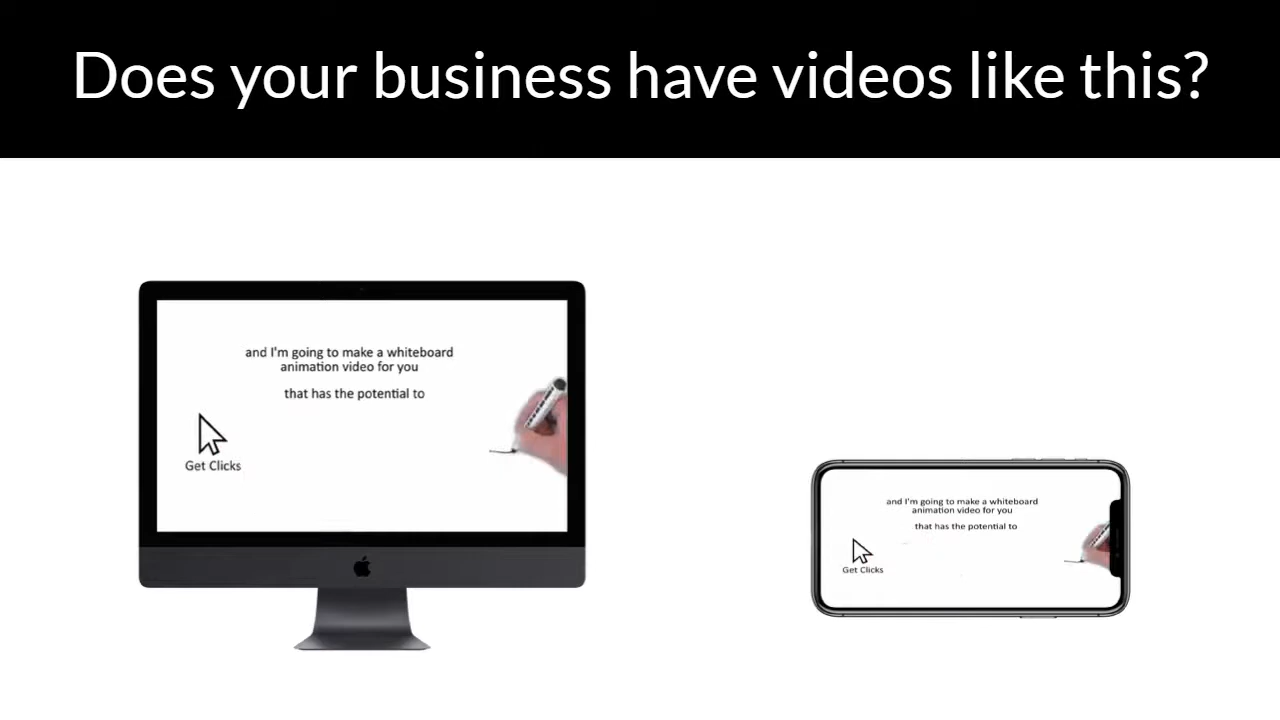 Does your business have videos like this?
and I'm going to make a whiteboard
animation video for you
that has the potential to
Get Clicks
and I'm going to make a whiteboard
animation video for you
that has the potential to
Get Clicks